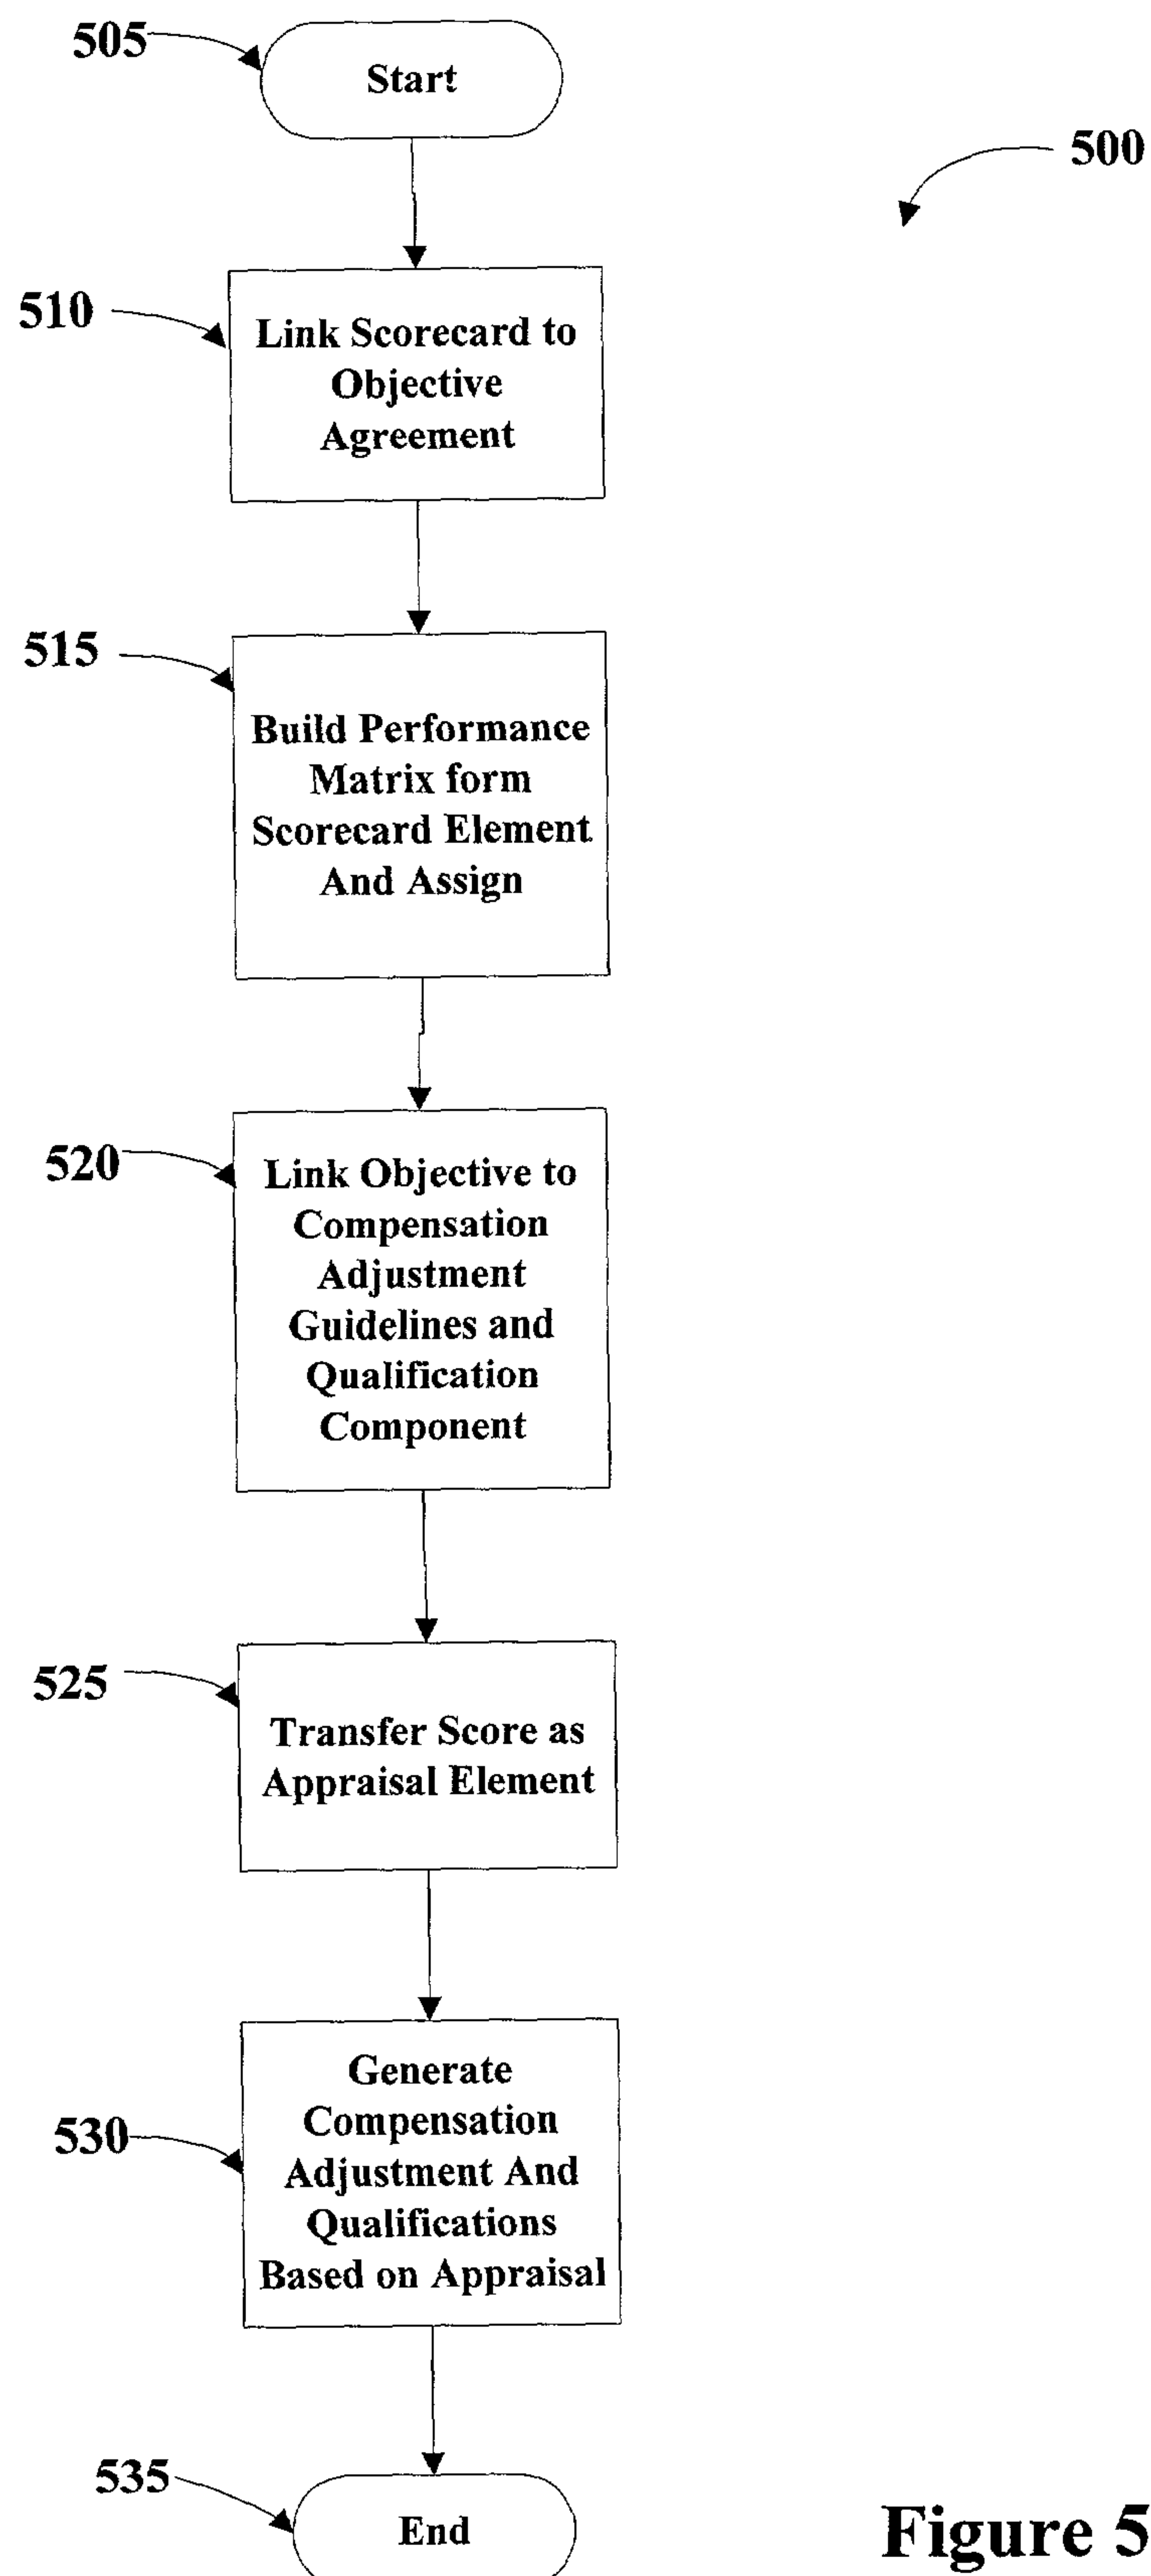 505
Start
500
510
Link Scorecard to
Objective
Agreement
515
Build Performance
Matrix form
Scorecard Element
And Assign
520
Link Objective to
Compensation
Adjustment
Guidelines and
Qualification
Component
525
Transfer Score as
Appraisal Element
530
Generate
Compensation
Adjustment And
Qualifications
Based on Appraisal
535
End
Figure 5